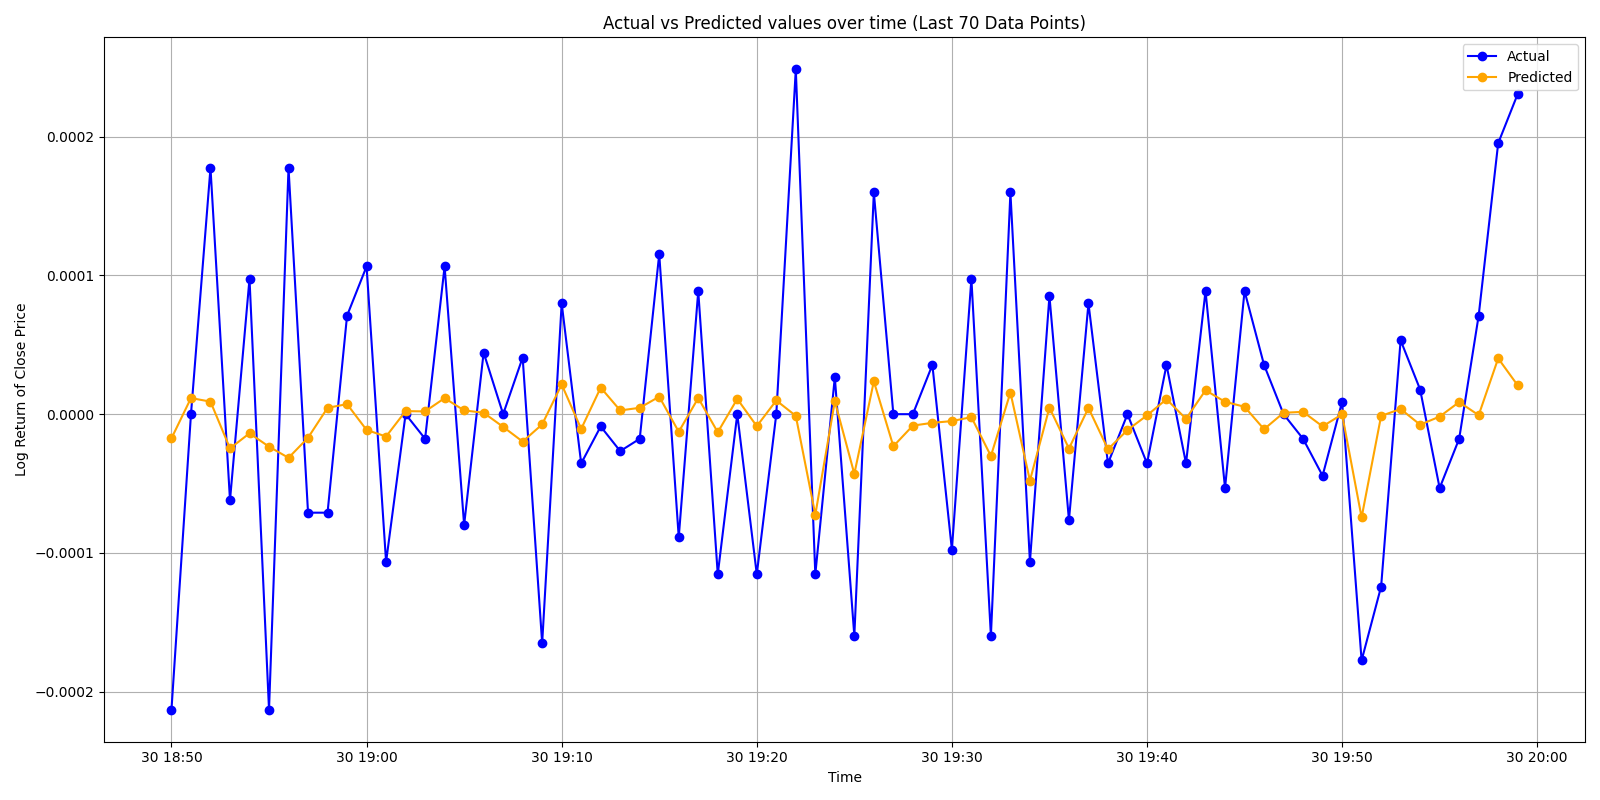 Actual vs Predicted values over time (Last 70 Data Points)
Actual
Predicted
Log Return of Close Price
0.0002
0.0001
0.0000
−0.0001
−0.0002
30 18:50 30 19:00 30 19:10 30 19:20 30 19:30 30 19:40 30 19:50 30 20:00
Time